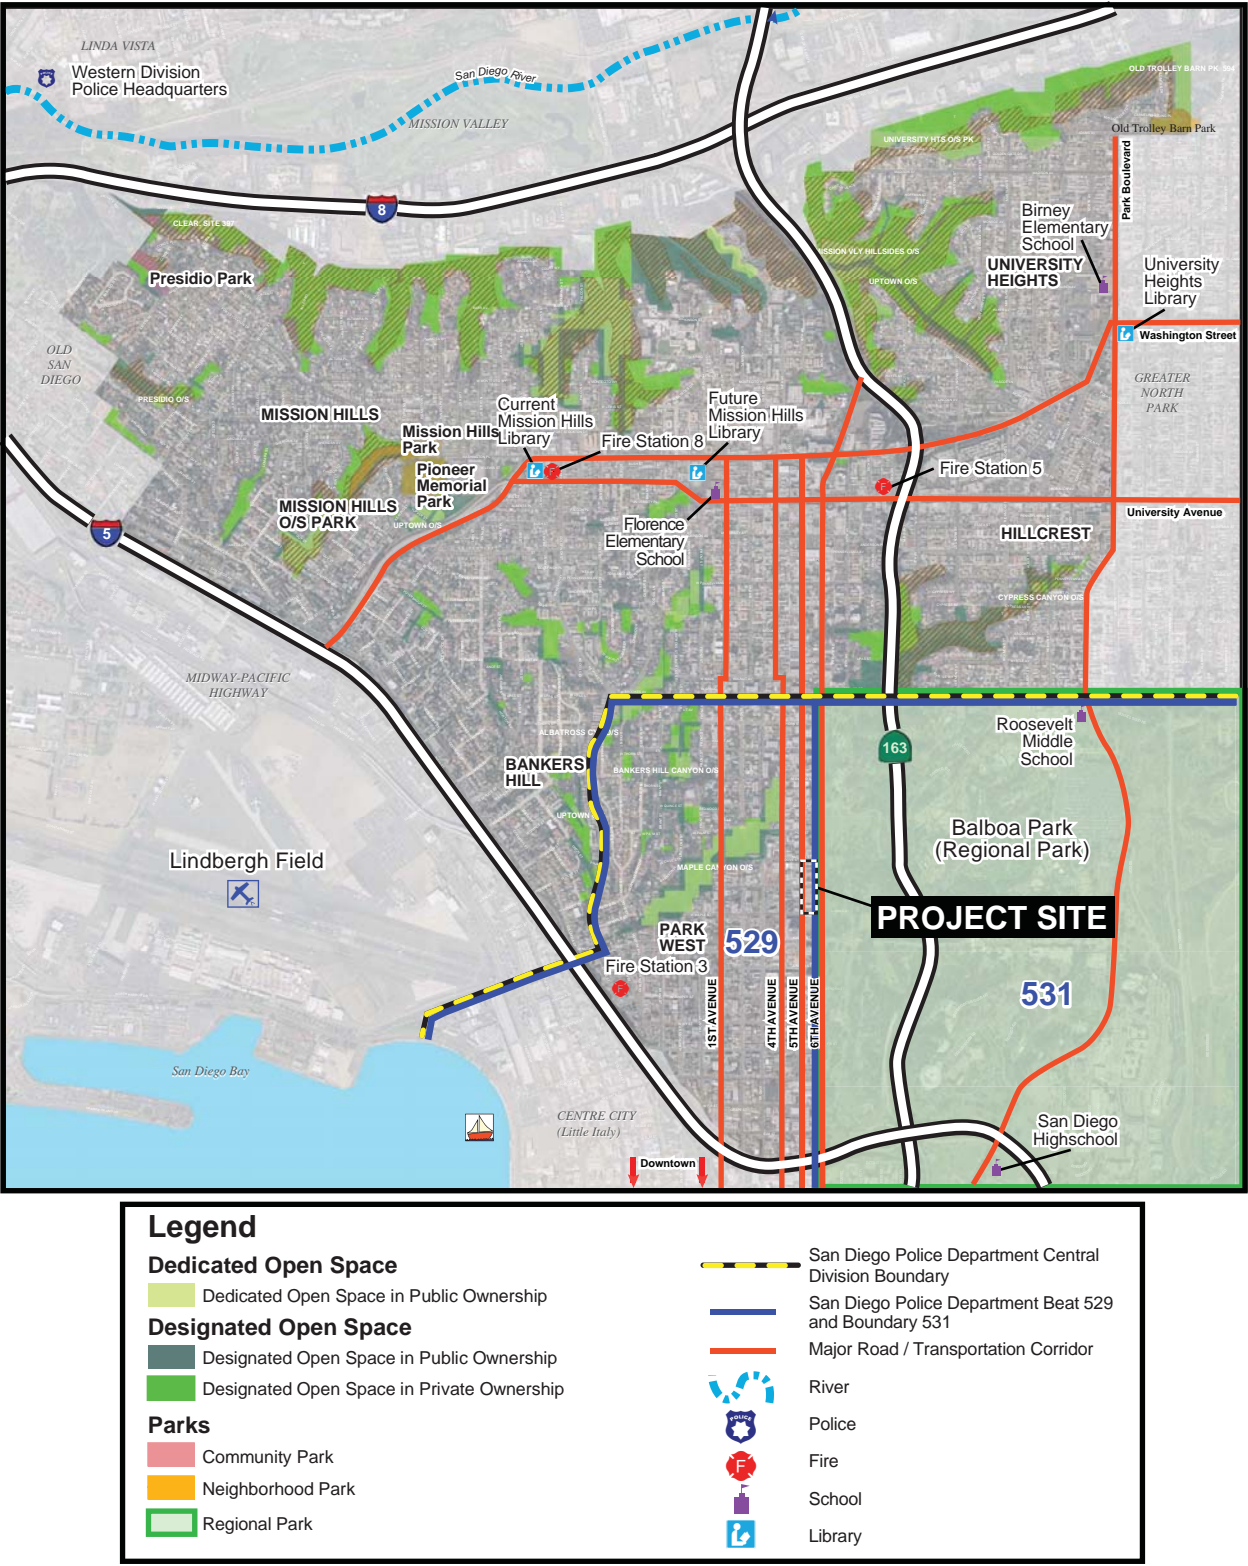 LINDA VISTA
Western Division
Police Headquarters
San Diego River
MISSION VALLEY
OLD TROLLEY BARN PK
Old Trolley Barn Park
UNIVERSITY HTS O/S PK
Park Boulevard
8
CLEAR. SITE
Presidio Park
Birney
Elementary
School
UNIVERSITY
HEIGHTS
MISSION VLY HILLSIDES O/S
UPTOWN O/S
University
Heights
Library
Washington Street
OLD
SAN
DIEGO
PRESIDIO O/S
GREATER
NORTH
PARK
MISSION HILLS
Mission Hills
Park
Current
Mission Hills
Library
Future
Mission Hills
Library
Fire Station 8
F
Pioneer
Memorial
Park
Fire Station 5
F
MISSION HILLS
O/S PARK
UPTOWN O/S
5
Florence
Elementary
School
University Avenue
HILLCREST
CYPRESS CANYON O/S
MIDWAY-PACIFIC
HIGHWAY
ALBATROSS C O/S
Roosevelt
Middle
School
163
BANKERS
HILL
BANKERS HILL CANYON O/S
UPTOWN
Balboa Park
(Regional Park)
Lindbergh Field
MAPLE CANYON O/S
PROJECT SITE
PARK
WEST
529
Fire Station 3
F
531
1ST AVENUE
4TH AVENUE
5TH AVENUE
6TH AVENUE
San Diego Bay
CENTRE CITY
(Little Italy)
San Diego
Highschool
Downtown
Legend
Dedicated Open Space
Dedicated Open Space in Public Ownership
Designated Open Space
Designated Open Space in Public Ownership
Designated Open Space in Private Ownership
Parks
Community Park
Neighborhood Park
Regional Park
San Diego Police Department Central
Division Boundary
San Diego Police Department Beat 529
and Boundary 531
Major Road / Transportation Corridor
River
POLICE
Police
F
Fire
School
Library